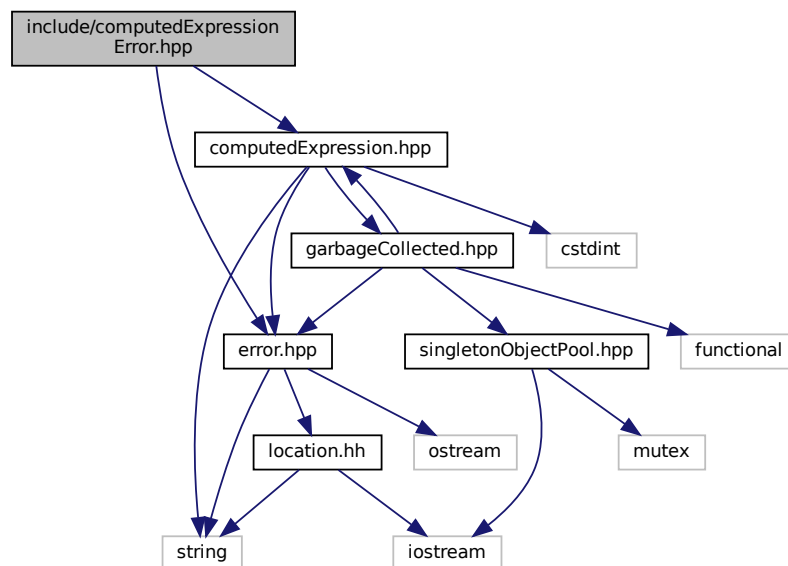 include/computedExpression
Error.hpp
computedExpression.hpp
garbageCollected.hpp
cstdint
error.hpp
singletonObjectPool.hpp
functional
location.hh
ostream
mutex
string
iostream